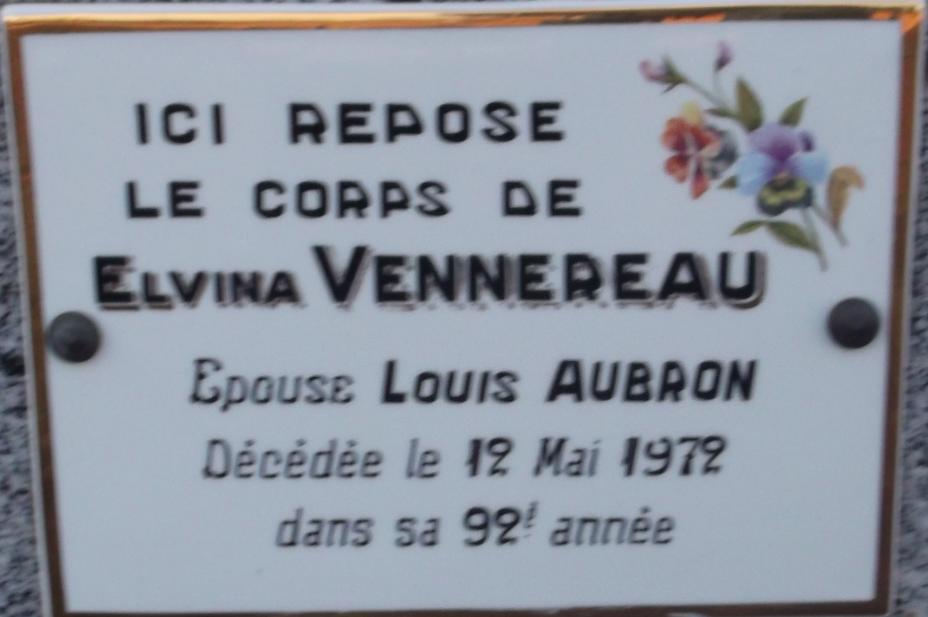 ICI REPOSE
LE CORPS DE
ELVINA VENNEREAU
Epouse LOUIS AUBRON
Décédée le 12 Mai 1972
dans sa 92e année